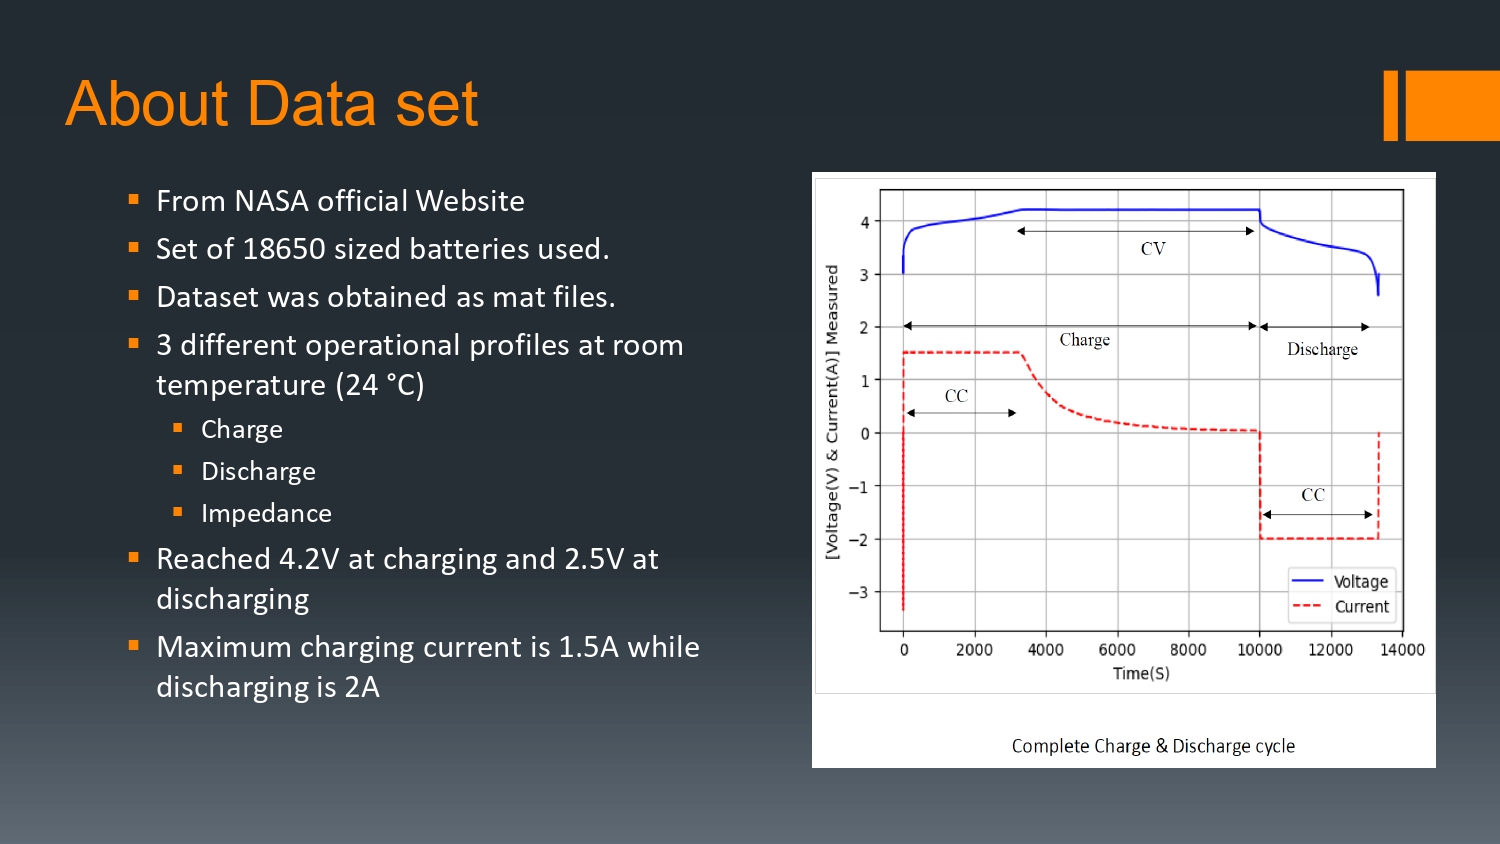 About Data set
From NASA official Website
Set of 18650 sized batteries used.
Dataset was obtained as mat files.
3 different operational profiles at room
temperature (24 °C)
Charge
Discharge
Impedance
Reached 4.2V at charging and 2.5V at
discharging
Maximum charging current is 1.5A while
discharging is 2A
[Voltage(V) & Current(A)] Measured
4
3
2
1
0
−1
−2
−3
CV
Charge
Discharge
CC
CC
Voltage
Current
0 2000 4000 6000 8000 10000 12000 14000
Time(S)
Complete Charge & Discharge cycle